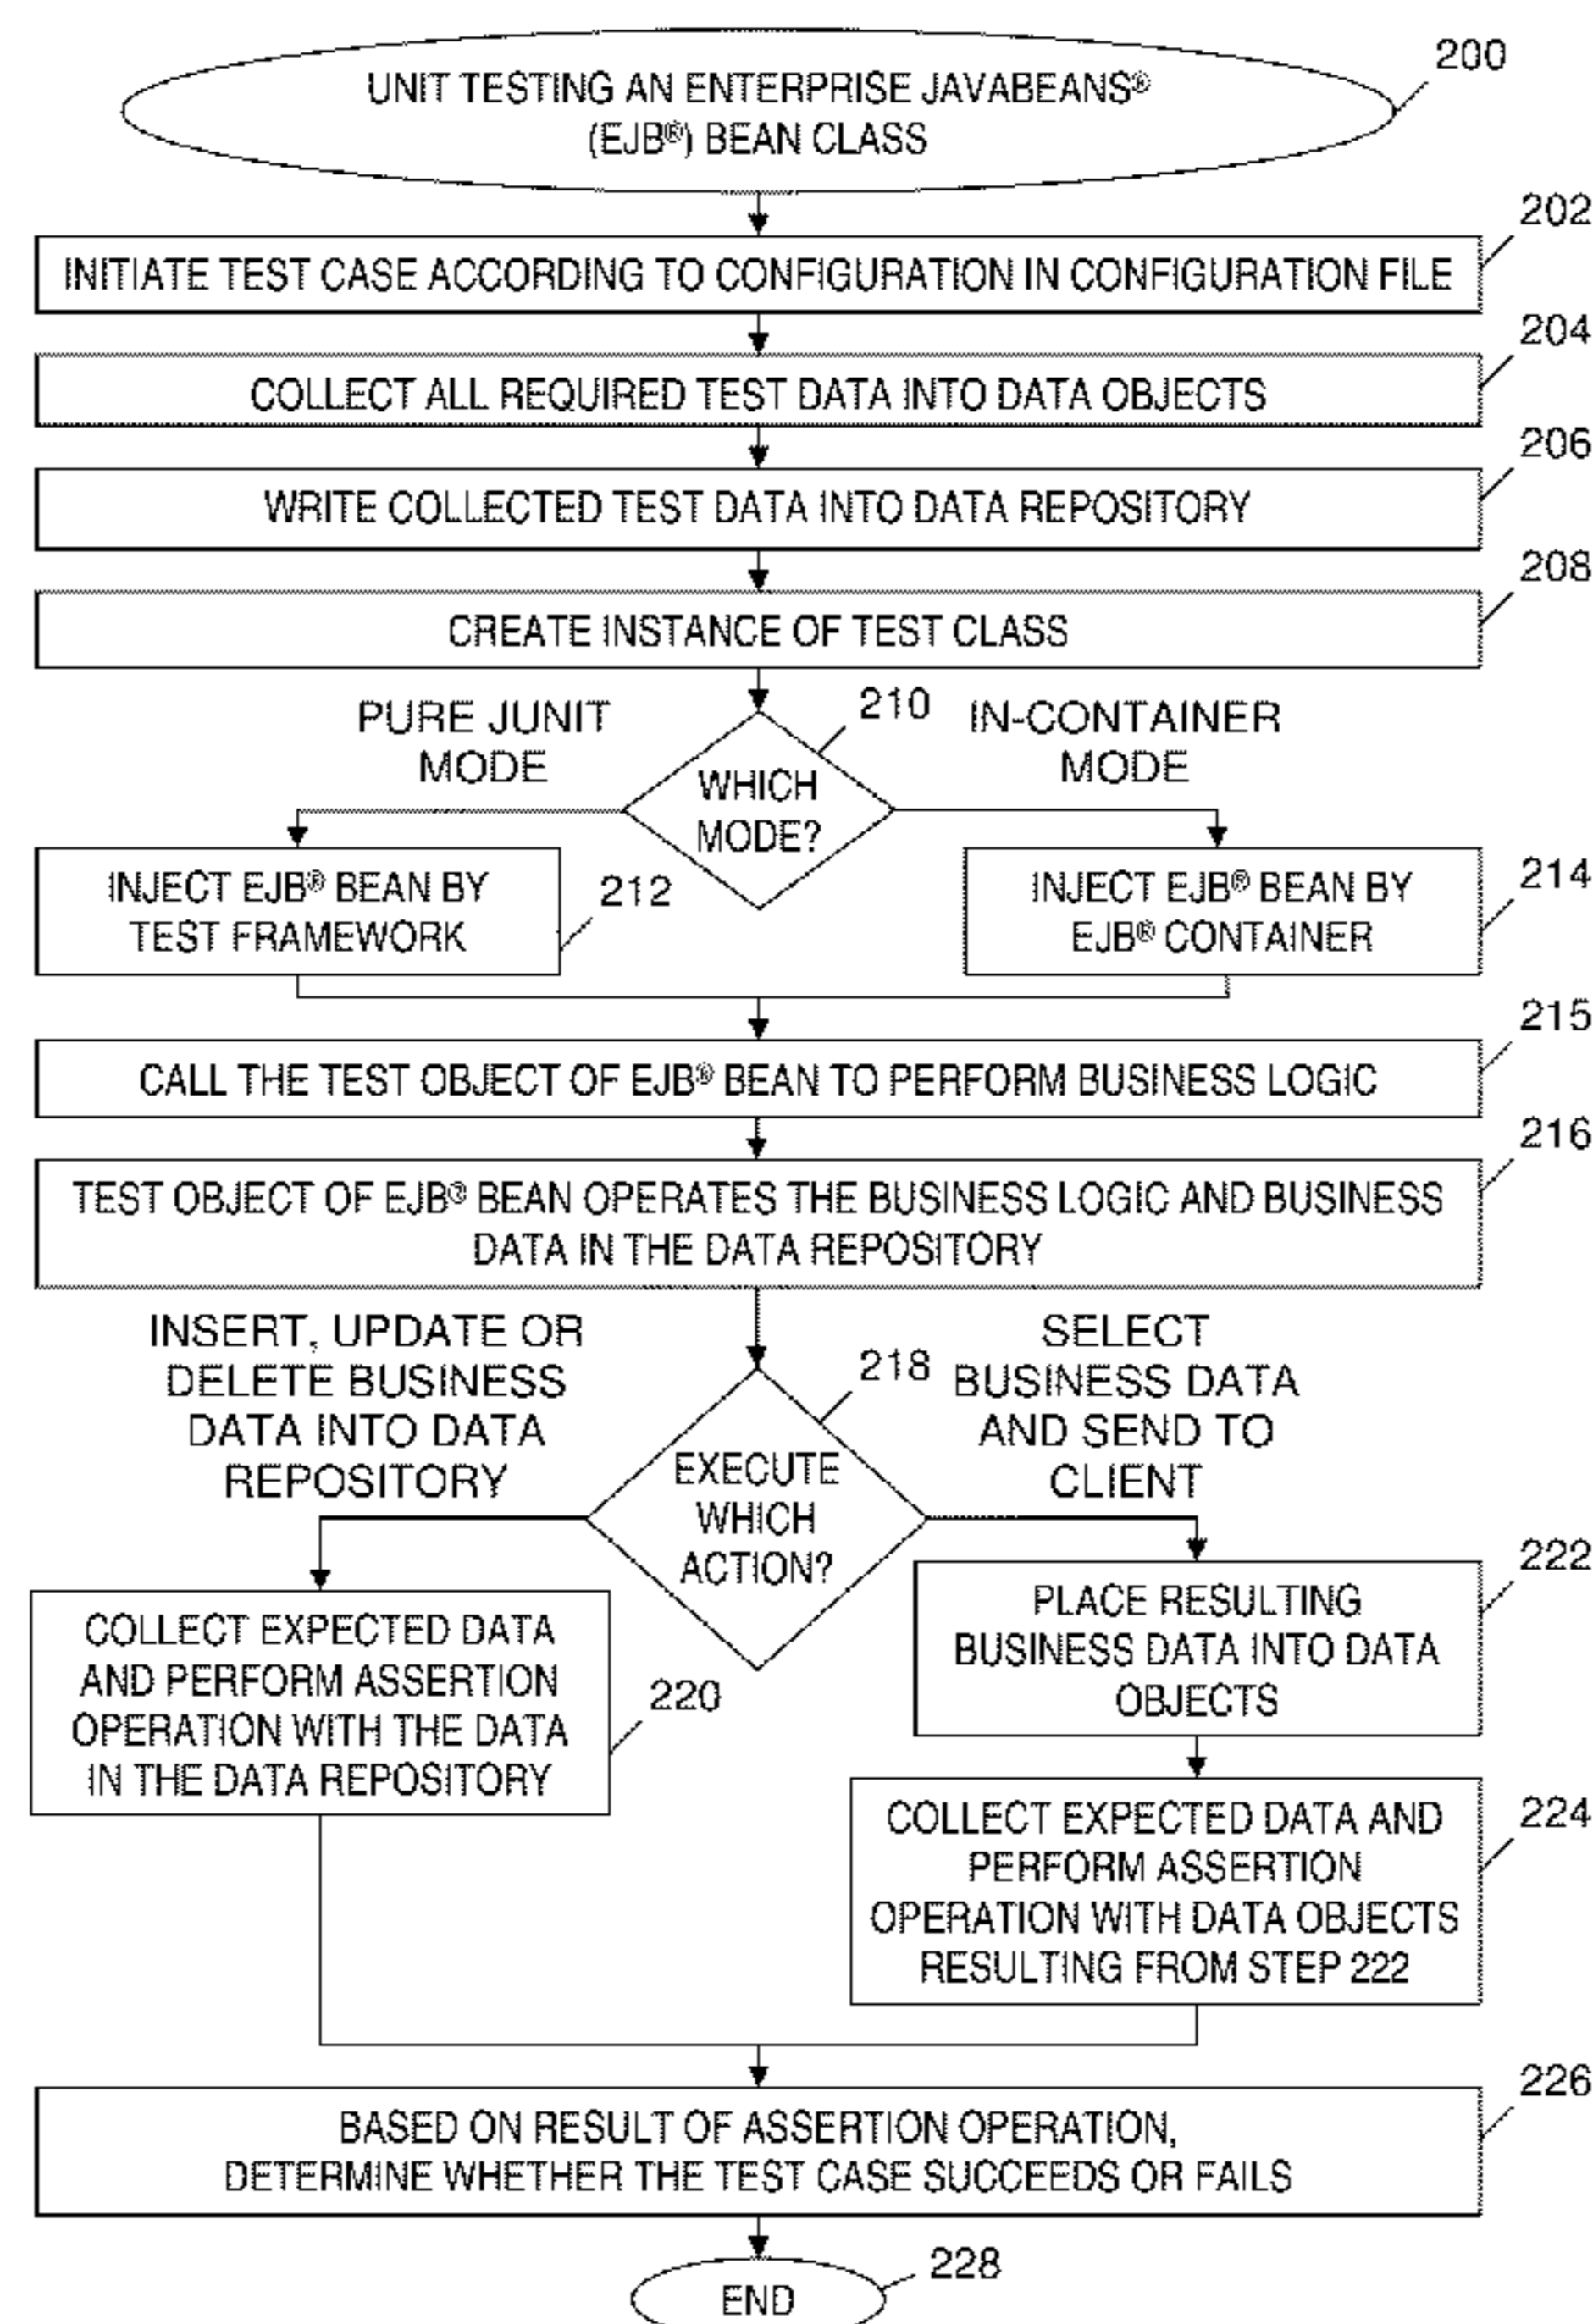 200
UNIT TESTING AN ENTERPRISE JAVABEANS®
(EJB®) BEAN CLASS
202
INITIATE TEST CASE ACCORDING TO CONFIGURATION IN CONFIGURATION FILE
204
COLLECT ALL REQUIRED TEST DATA INTO DATA OBJECTS
206
WRITE COLLECTED TEST DATA INTO DATA REPOSITORY
208
CREATE INSTANCE OF TEST CLASS
PURE JUNIT
MODE
210
IN-CONTAINER
MODE
WHICH
MODE?
INJECT EJB® BEAN BY
TEST FRAMEWORK
212
INJECT EJB® BEAN BY
EJB® CONTAINER
214
215
CALL THE TEST OBJECT OF EJB® BEAN TO PERFORM BUSINESS LOGIC
216
TEST OBJECT OF EJB® BEAN OPERATES THE BUSINESS LOGIC AND BUSINESS
DATA IN THE DATA REPOSITORY
INSERT, UPDATE OR
DELETE BUSINESS
DATA INTO DATA
REPOSITORY
218
SELECT
BUSINESS DATA
AND SEND TO
CLIENT
EXECUTE
WHICH
ACTION?
COLLECT EXPECTED DATA
AND PERFORM ASSERTION
OPERATION WITH THE DATA
IN THE DATA REPOSITORY
220
222
PLACE RESULTING
BUSINESS DATA INTO DATA
OBJECTS
224
COLLECT EXPECTED DATA AND
PERFORM ASSERTION
OPERATION WITH DATA OBJECTS
RESULTING FROM STEP 222
226
BASED ON RESULT OF ASSERTION OPERATION,
DETERMINE WHETHER THE TEST CASE SUCCEEDS OR FAILS
228
END